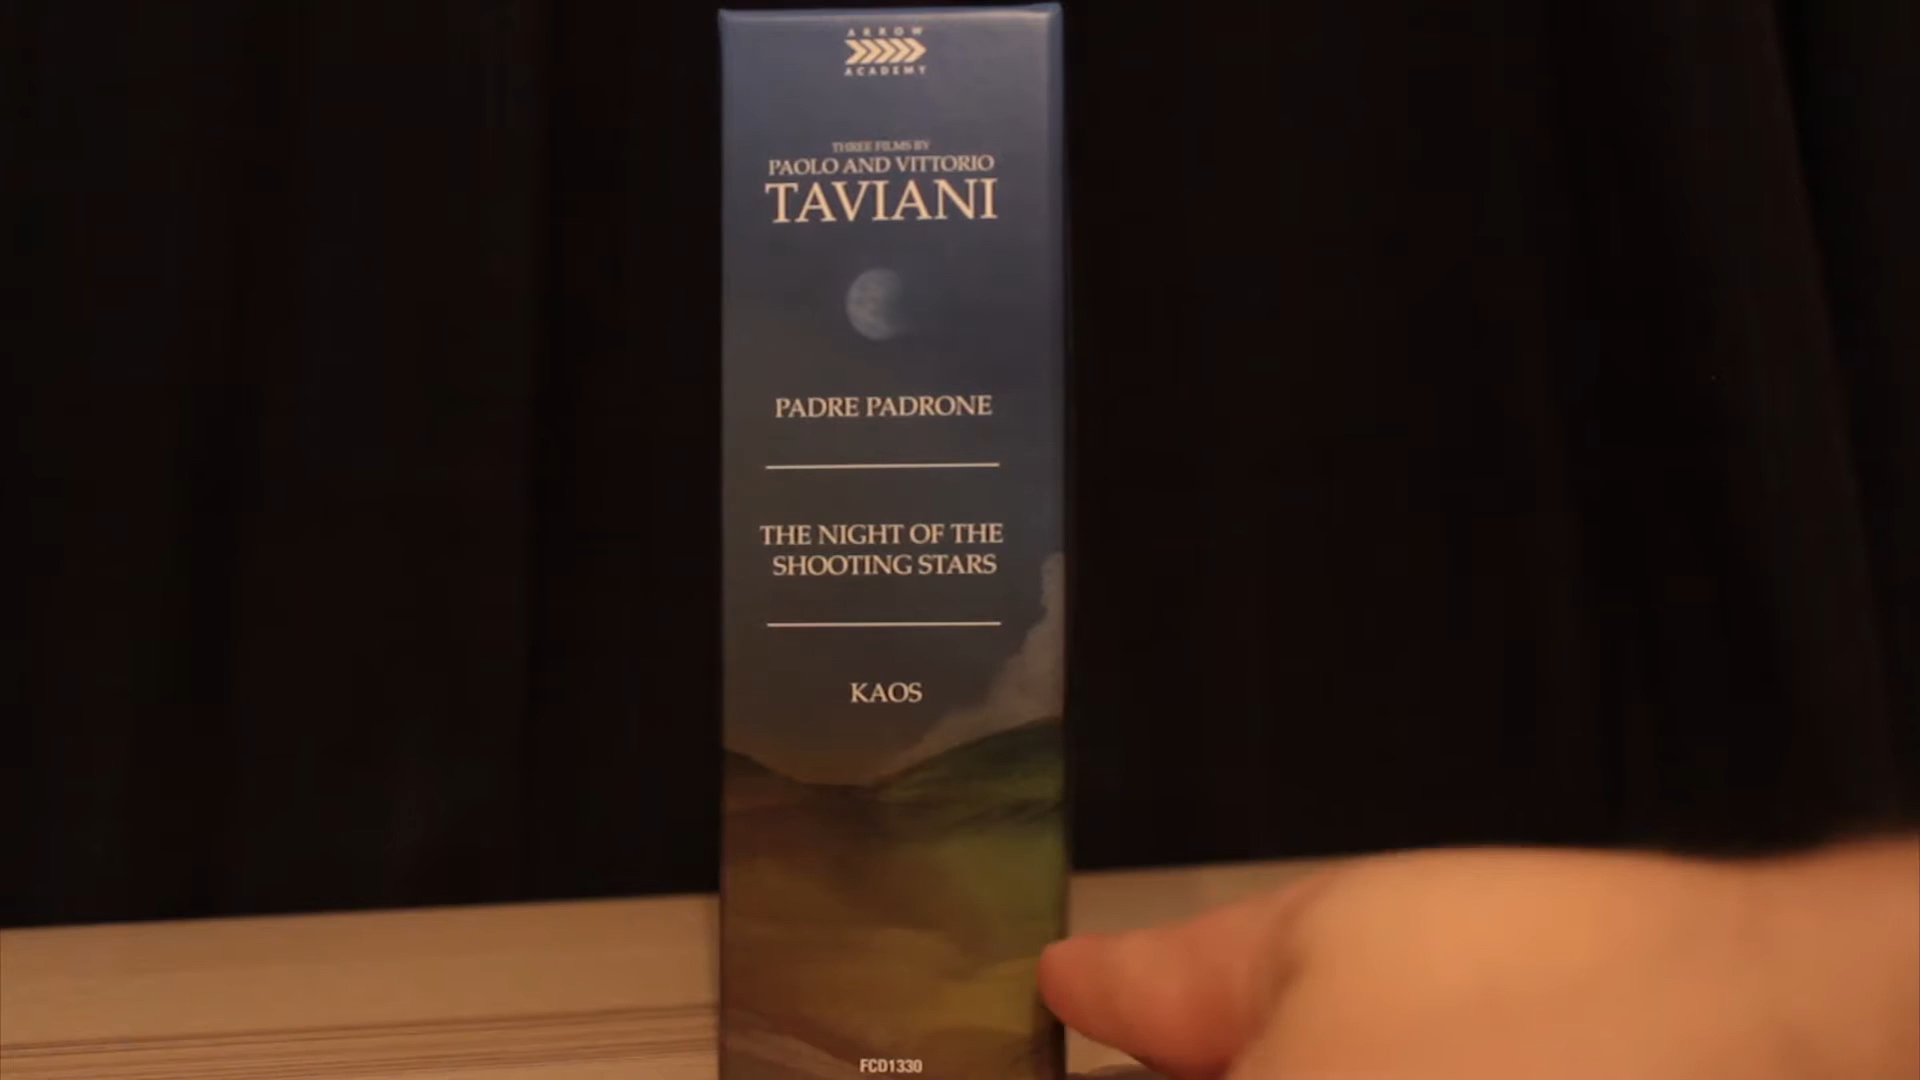 ARROW
ACADEMY
THREE FILMS BY
PAOLO AND VITTORIO
TAVIANI
PADRE PADRONE
THE NIGHT OF THE
SHOOTING STARS
KAOS
FCD1330